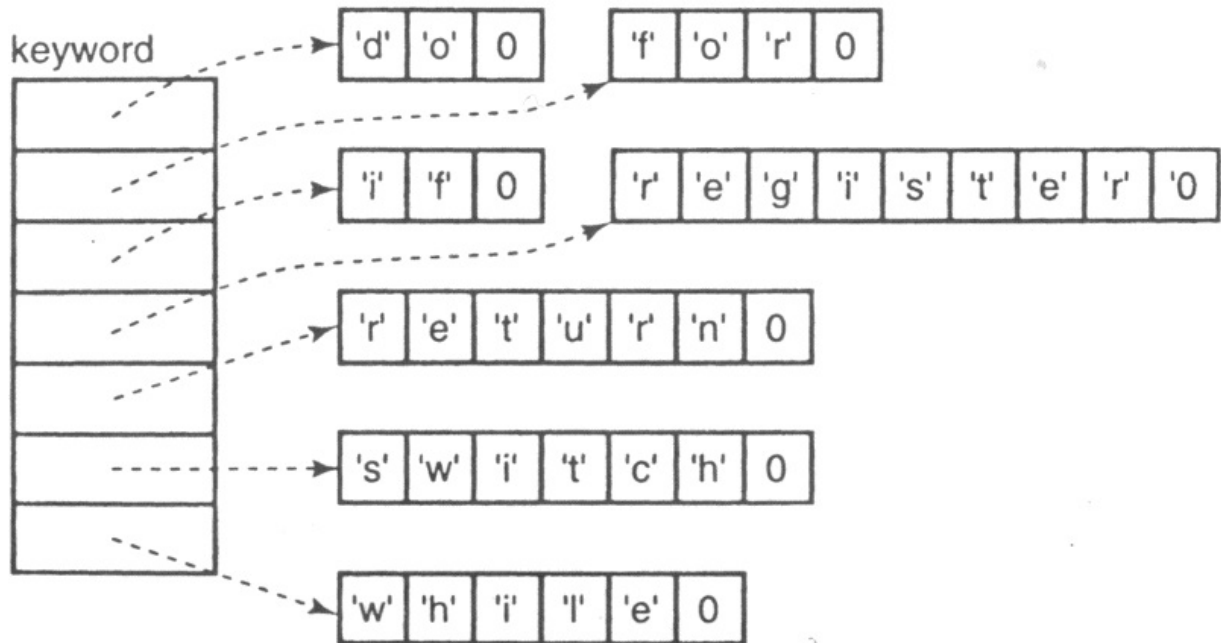 keyword
'd' 'o' 0 'f' 'o' 'r' 0
'i' 'f' 0 'r' 'e' 'g' 'i' 's' 't' 'e' 'r' '0
'r' 'e' 't' 'u' 'r' 'n' 0
's' 'w' 'i' 't' 'c' 'h' 0
'w' 'h' 'i' 'l' 'e' 0